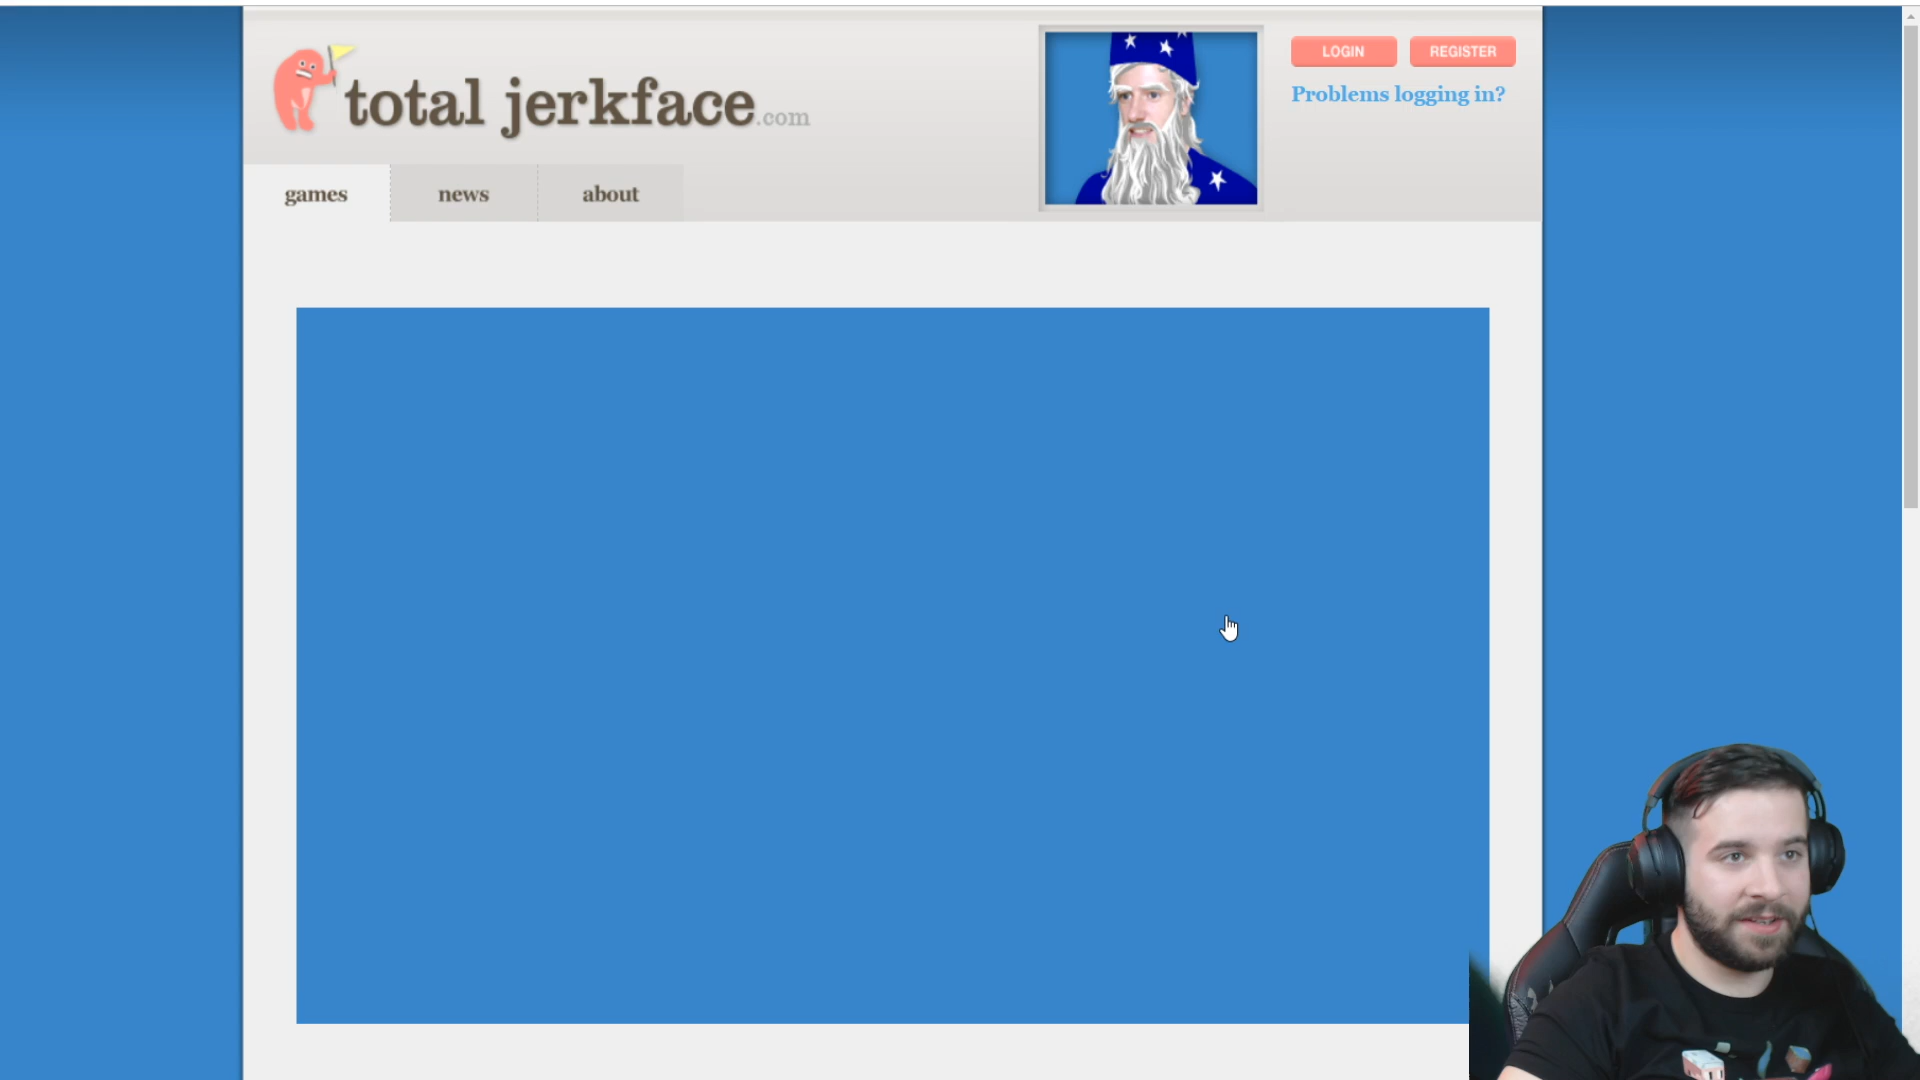 total jerkface.com
LOGIN
REGISTER
Problems logging in?
games
news
about